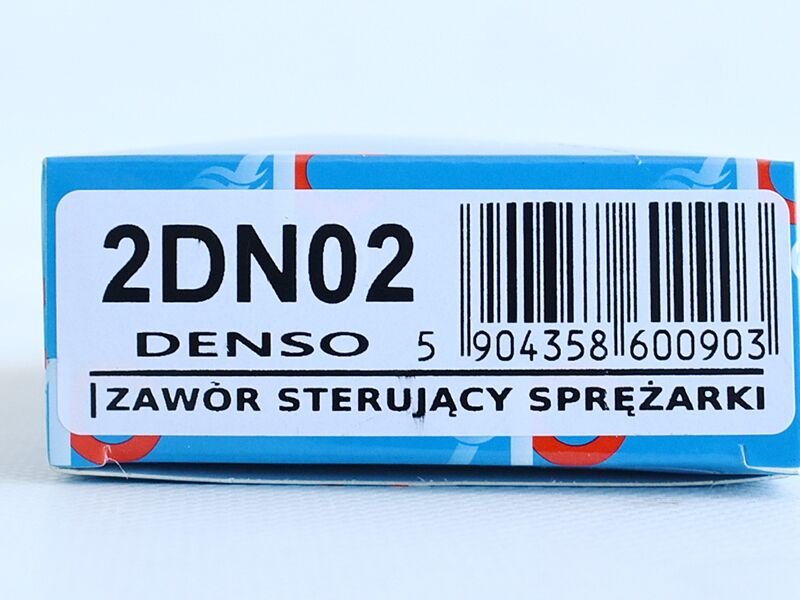 2DN02
DENSO
5 904358 600903
ZAWÓR STERUJĄCY SPRĘŻARKI